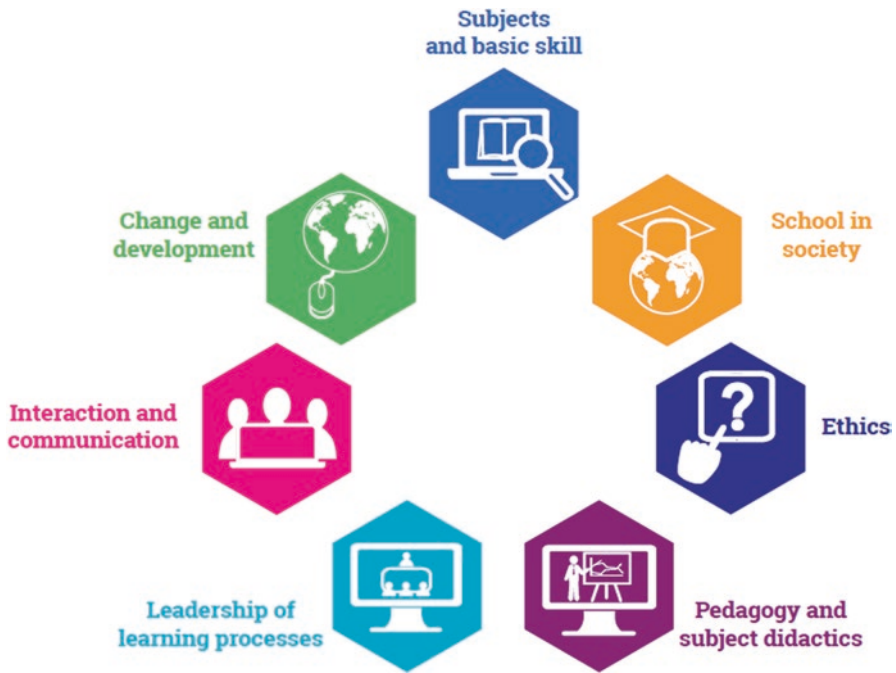 Subjects
and basic skill
Change and
development
School in
society
Interaction and
communication
Ethics
Leadership of
learning processes
Pedagogy and
subject didactics
?